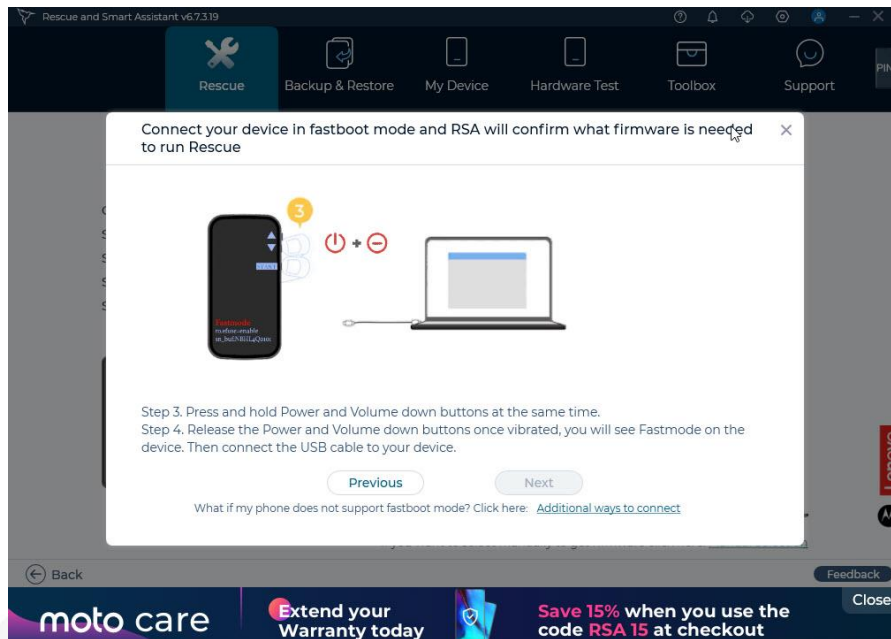 Rescue and Smart Assistant v6.7.3.19
Rescue
Backup & Restore
My Device
Hardware Test
Toolbox
Support
PIN
Connect your device in fastboot mode and RSA will confirm what firmware is needed
to run Rescue
3
START
Fastmode
Step 3. Press and hold Power and Volume down buttons at the same time.
Step 4. Release the Power and Volume down buttons once vibrated, you will see Fastmode on the
device. Then connect the USB cable to your device.
Previous
Next
What if my phone does not support fastboot mode? Click here: Additional ways to connect
Lenovo
Back
Feedback
Close
moto care
Extend your
Warranty today
Save 15% when you use the
code RSA 15 at checkout